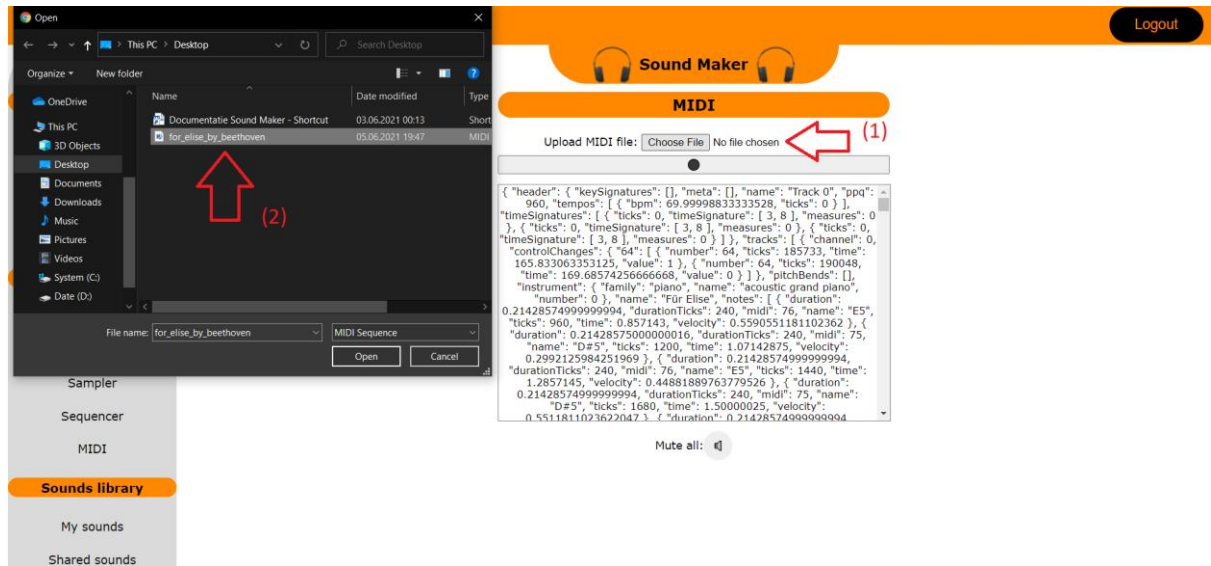 Open
This PC > Desktop
Search Desktop
Organize
New folder
Name
Date modified
Type
OneDrive
This PC
3D Objects
Desktop
Documents
Downloads
Music
Pictures
Videos
System (C:)
Date (D:)
Documentatie Sound Maker - Shortcut 03.06.2021 00:13 Short
for_elise_by_beethoven 05.06.2021 19:47 MIDI
(2)
File name: for_elise_by_beethoven MIDI Sequence
Open Cancel
Sampler
Sequencer
MIDI
Sounds library
My sounds
Shared sounds
Logout
Sound Maker
MIDI
Upload MIDI file: Choose File No file chosen
(1)
{ "header": { "keySignatures": [], "meta": [], "name": "Track 0", "ppq":
960, "tempos": [ { "bpm": 69.99998833333528, "ticks": 0 } ],
"timeSignatures": [ { "ticks": 0, "timeSignature": [ 3, 8 ], "measures": 0
}, { "ticks": 0, "timeSignature": [ 3, 8 ], "measures": 0 }, { "ticks": 0,
"timeSignature": [ 3, 8 ], "measures": 0 } ] }, "tracks": [ { "channel": 0,
"controlChanges": { "64": [ { "number": 64, "ticks": 185733, "time":
165.833063353125, "value": 1 }, { "number": 64, "ticks": 190048,
"time": 169.68574256666668, "value": 0 } ] }, "pitchBends": [],
"instrument": { "family": "piano", "name": "acoustic grand piano",
"number": 0 }, "name": "Für Elise", "notes": [ { "duration":
0.21428574999999994, "durationTicks": 240, "midi": 76, "name": "E5",
"ticks": 960, "time": 0.857143, "velocity": 0.5590551181102362 }, {
"duration": 0.21428575000000016, "durationTicks": 240, "midi": 75,
"name": "D#5", "ticks": 1200, "time": 1.07142875, "velocity":
0.2992125984251969 }, { "duration": 0.21428574999999994,
"durationTicks": 240, "midi": 76, "name": "E5", "ticks": 1440, "time":
1.2857145, "velocity": 0.44881889763779526 }, { "duration":
0.21428574999999994, "durationTicks": 240, "midi": 75, "name":
"D#5", "ticks": 1680, "time": 1.50000025, "velocity":
0.5511811023622047 }, { "duration": 0.21428574999999994,
Mute all: